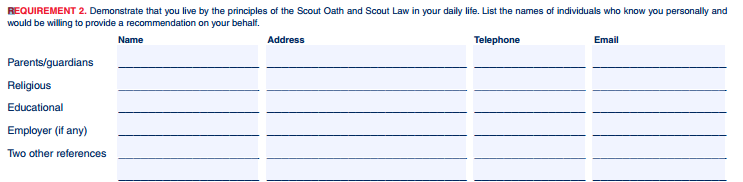 REQUIREMENT 2. Demonstrate that you live by the principles of the Scout Oath and Scout Law in your daily life. List the names of individuals who know you personally and
would be willing to provide a recommendation on your behalf.
Name Address Telephone Email
Parents/guardians
Religious
Educational
Employer (if any)
Two other references